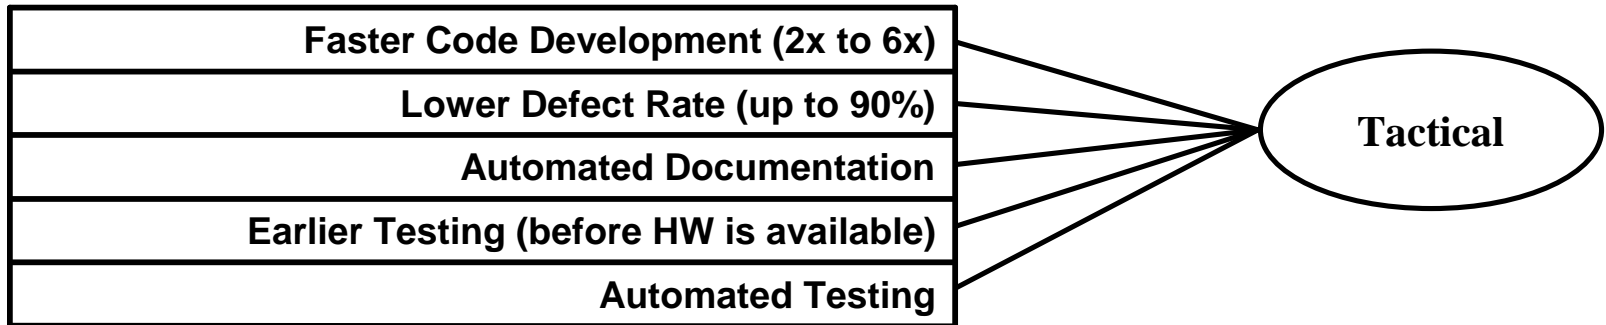 Faster Code Development (2x to 6x)
Lower Defect Rate (up to 90%)
Automated Documentation
Earlier Testing (before HW is available)
Automated Testing
Tactical